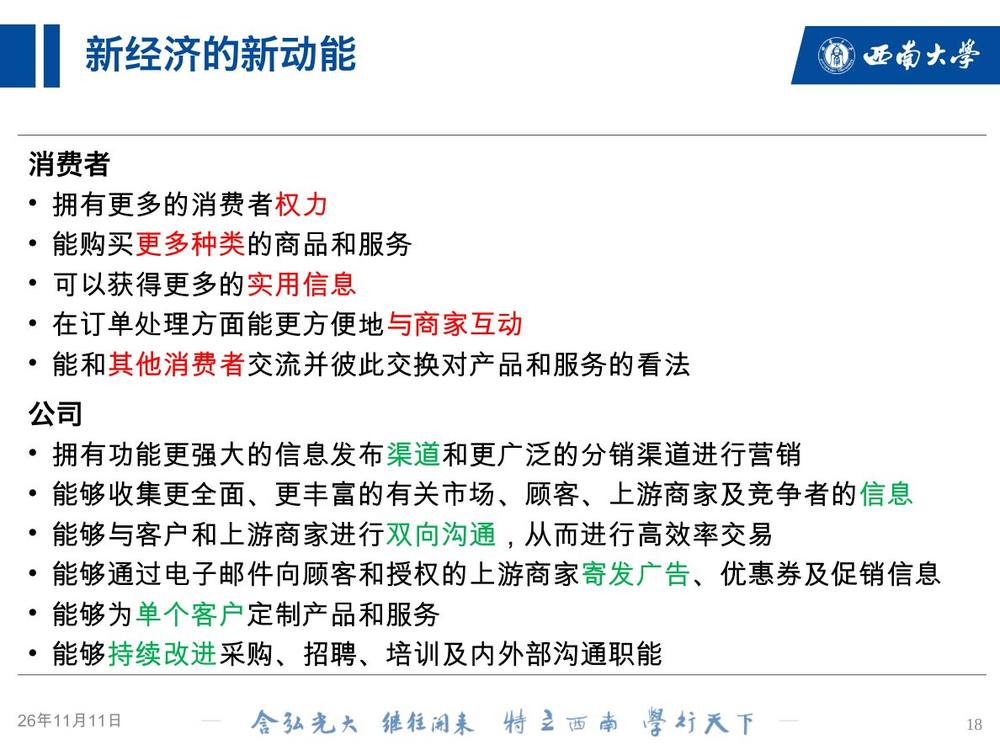 新经济的新动能
西南大学
消费者
• 拥有更多的消费者权力
• 能购买更多种类的商品和服务
• 可以获得更多的实用信息
• 在订单处理方面能更方便地与商家互动
• 能和其他消费者交流并彼此交换对产品和服务的看法
公司
• 拥有功能更强大的信息发布渠道和更广泛的分销渠道进行营销
• 能够收集更全面、更丰富的有关市场、顾客、上游商家及竞争者的信息
• 能够与客户和上游商家进行双向沟通，从而进行高效率交易
• 能够通过电子邮件向顾客和授权的上游商家寄发广告、优惠券及促销信息
• 能够为单个客户定制产品和服务
• 能够持续改进采购、招聘、培训及内外部沟通职能
26年11月11日
含弘光大 继往开来 特立西南 学行天下
18